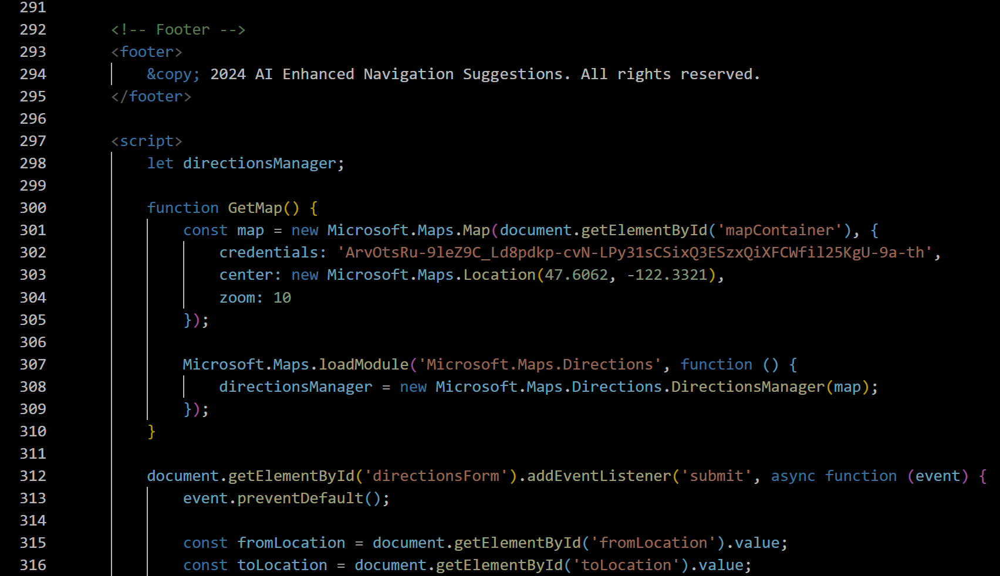 291
292 <!-- Footer -->
293 <footer>
294 &copy; 2024 AI Enhanced Navigation Suggestions. All rights reserved.
295 </footer>
296
297 <script>
298 let directionsManager;
299
300 function GetMap() {
301 const map = new Microsoft.Maps.Map(document.getElementById('mapContainer'), {
302 credentials: 'ArvOtsRu-9leZ9C_Ld8pdkp-cvN-LPy31sCSixQ3ESzxQiXFCWfil25KgU-9a-th',
303 center: new Microsoft.Maps.Location(47.6062, -122.3321),
304 zoom: 10
305 });
306
307 Microsoft.Maps.loadModule('Microsoft.Maps.Directions', function () {
308 directionsManager = new Microsoft.Maps.Directions.DirectionsManager(map);
309 });
310 }
311
312 document.getElementById('directionsForm').addEventListener('submit', async function (event) {
313 event.preventDefault();
314
315 const fromLocation = document.getElementById('fromLocation').value;
316 const toLocation = document.getElementById('toLocation').value;